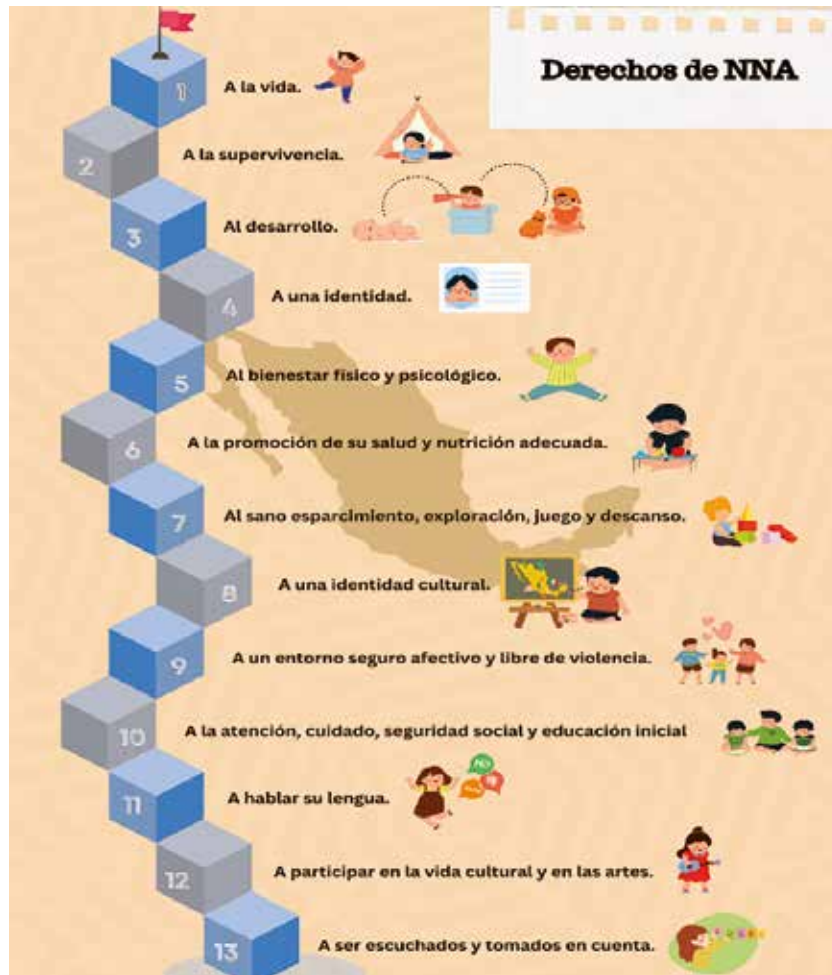 Derechos de NNA
1 A la vida.
2 A la supervivencia.
3 Al desarrollo.
4 A una identidad.
5 Al bienestar físico y psicológico.
6 A la promoción de su salud y nutrición adecuada.
7 Al sano esparcimiento, exploración, juego y descanso.
8 A una identidad cultural.
9 A un entorno seguro afectivo y libre de violencia.
10 A la atención, cuidado, seguridad social y educación inicial
11 A hablar su lengua.
12 A participar en la vida cultural y en las artes.
13 A ser escuchados y tomados en cuenta.